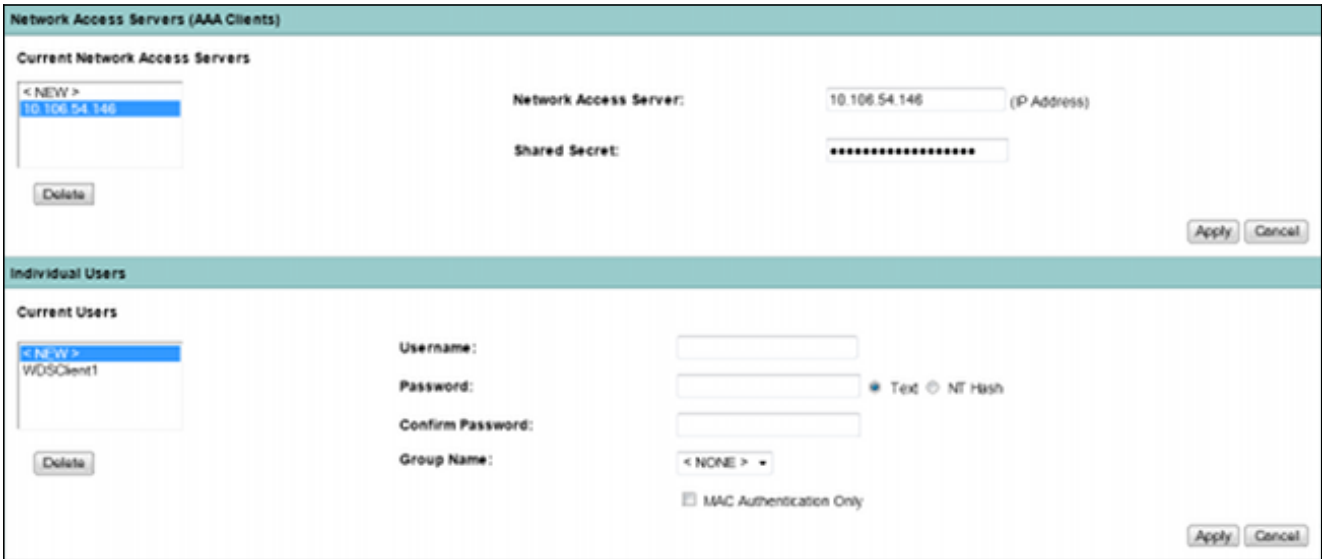 Network Access Servers (AAA Clients)
Current Network Access Servers
< NEW >
10.106.54.146
Network Access Server:
10.106.54.146
(IP Address)
Shared Secret:
••••••••••••••••••
Delete
Apply
Cancel
Individual Users
Current Users
< NEW >
WDSClient1
Username:
Password:
Text
NT Hash
Confirm Password:
Group Name:
< NONE >
MAC Authentication Only
Delete
Apply
Cancel